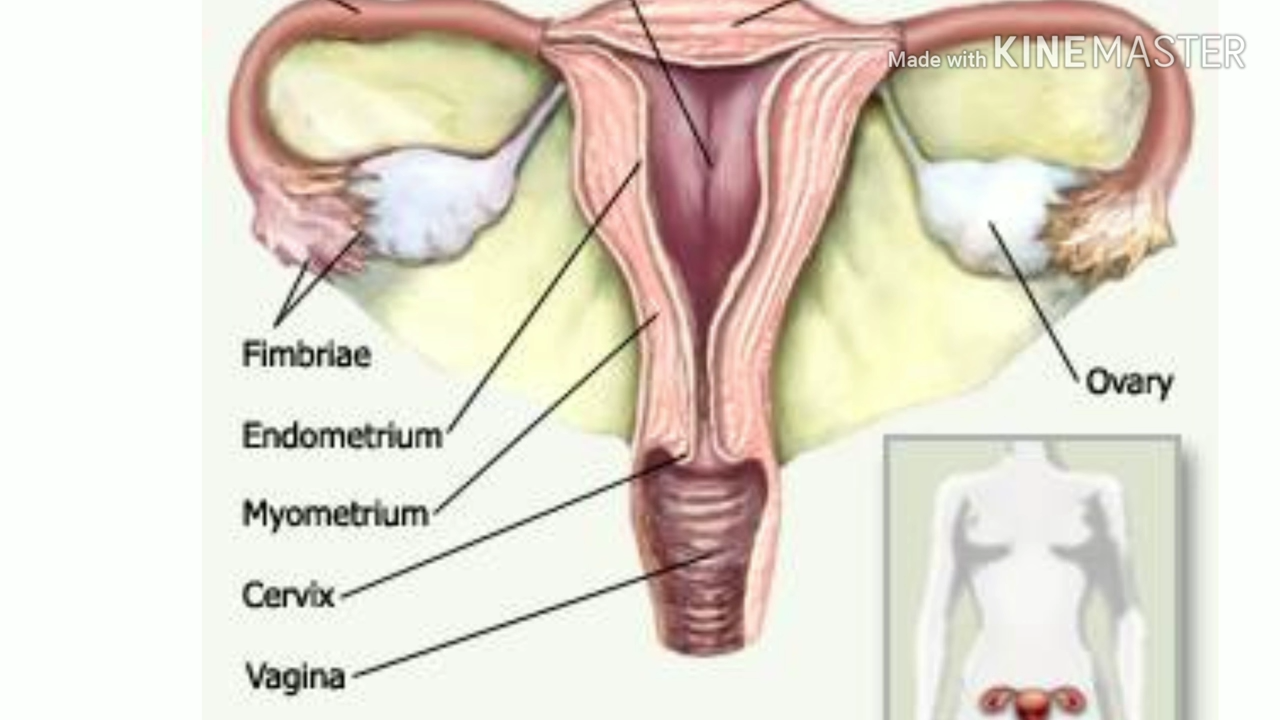 Made with KINEMASTER
Fimbriae
Ovary
Endometrium
Myometrium
Cervix
Vagina